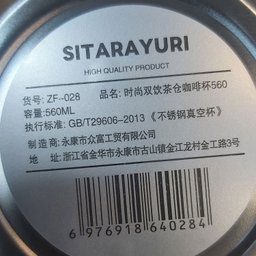 SITARAYURI
HIGH QUALITY PRODUCT
货号: ZF-028 品名: 时尚双饮茶仓咖啡杯560
容量:560ML
执行标准: GB/T29606-2013《不锈钢真空杯》
制造商: 永康市众富工贸有限公司
地 址: 浙江省金华市永康市古山镇金江龙村金工路3号
6 976918 640284